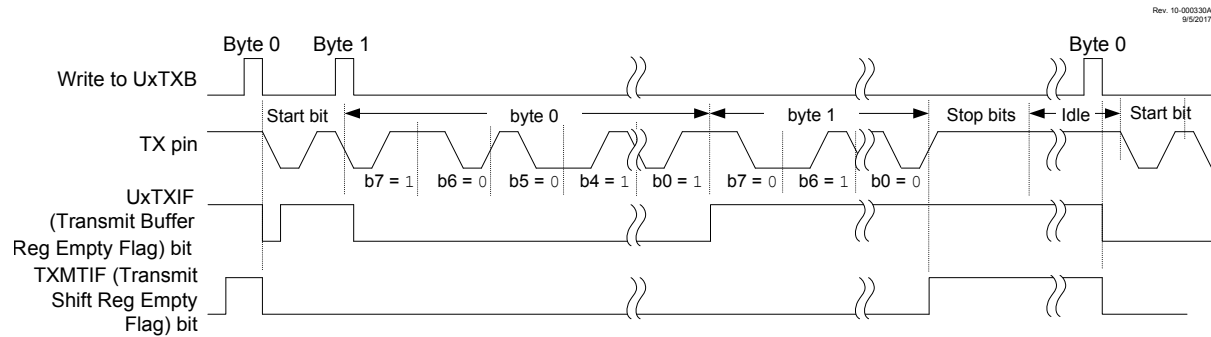 Rev. 10-000330A
9/5/2017
Byte 0 Byte 1 Byte 0
Write to UxTXB
Start bit byte 0 byte 1 Stop bits Idle Start bit
TX pin
b7 = 1 b6 = 0 b5 = 0 b4 = 1 b0 = 1 b7 = 0 b6 = 1 b0 = 0
UxTXIF
(Transmit Buffer
Reg Empty Flag) bit
TXMTIF (Transmit
Shift Reg Empty
Flag) bit